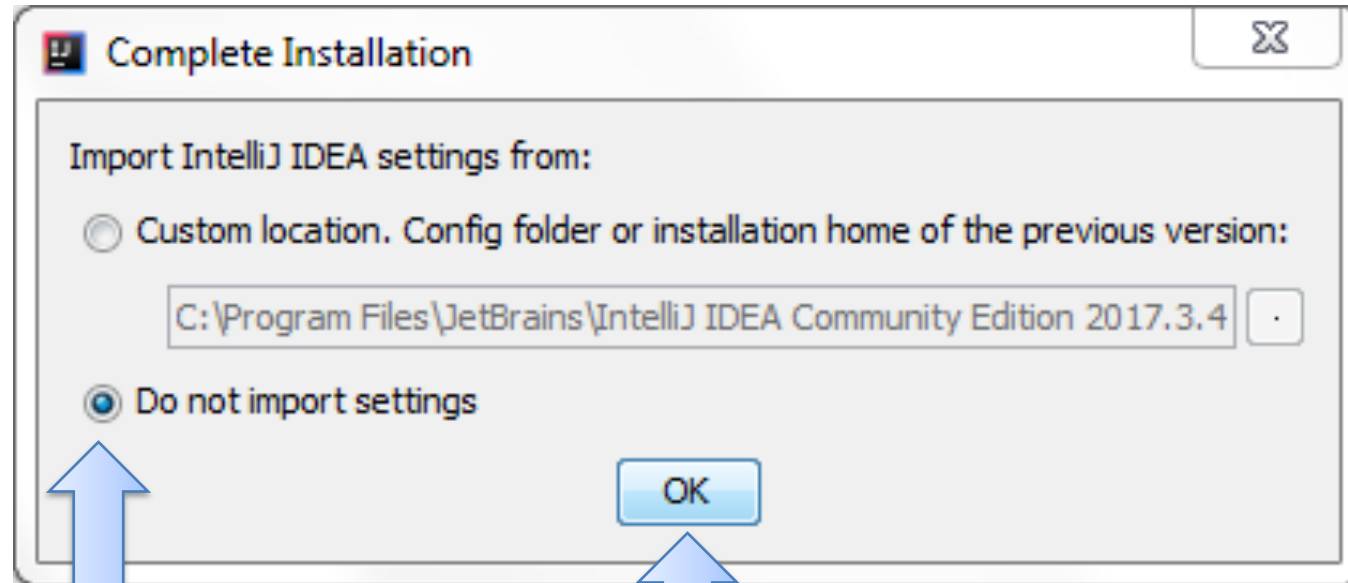 Complete Installation
Import IntelliJ IDEA settings from:
Custom location. Config folder or installation home of the previous version:
C:\Program Files\JetBrains\IntelliJ IDEA Community Edition 2017.3.4
Do not import settings
OK